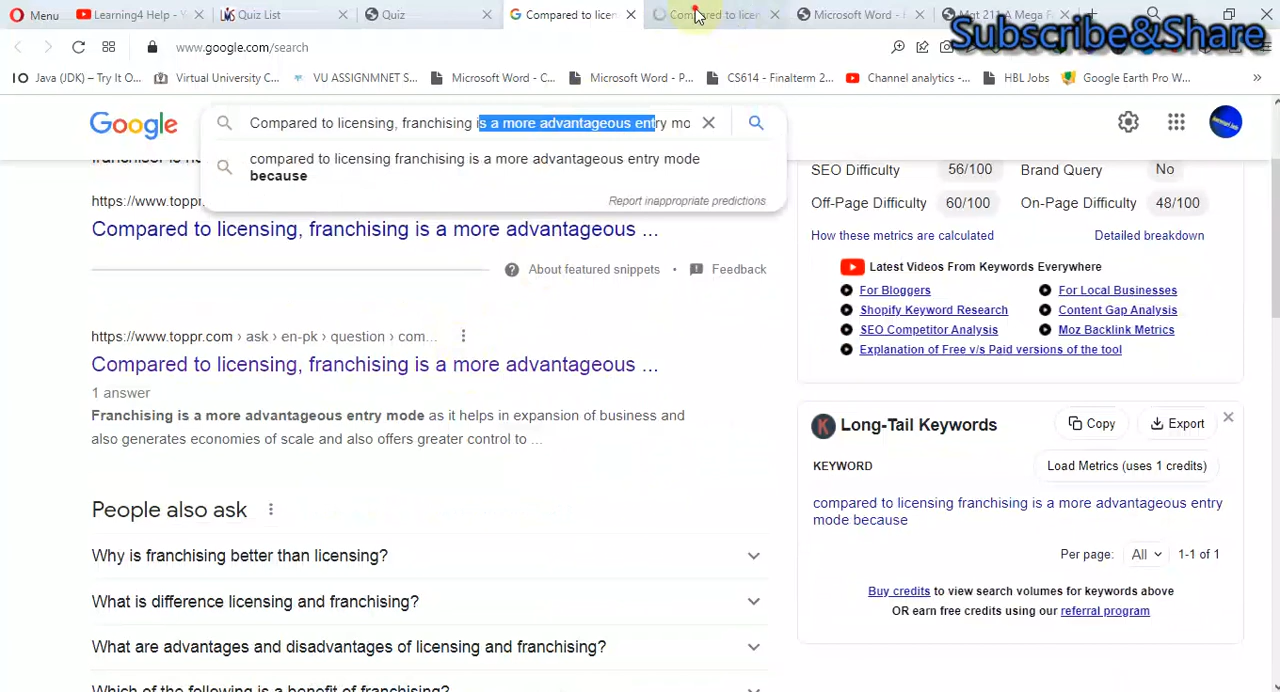 Menu
Learning4 Help - Y
Quiz List
Quiz
Compared to licen
Compared to licen
Microsoft Word -
Mgt 211 A Mega F
Subscribe&Share
www.google.com/search
Java (JDK) – Try It O...
Virtual University C...
VU ASSIGNMNET S...
Microsoft Word - C...
Microsoft Word - P...
CS614 - Finalterm 2...
Channel analytics -...
HBL Jobs
Google Earth Pro W...
»
Google
Compared to licensing, franchising is a more advantageous entry mo
compared to licensing franchising is a more advantageous entry mode
because
Report inappropriate predictions
https://www.toppr.
Compared to licensing, franchising is a more advantageous ...
About featured snippets • Feedback
https://www.toppr.com › ask › en-pk › question › com...
Compared to licensing, franchising is a more advantageous ...
1 answer
Franchising is a more advantageous entry mode as it helps in expansion of business and
also generates economies of scale and also offers greater control to ...
People also ask
Why is franchising better than licensing?
What is difference licensing and franchising?
What are advantages and disadvantages of licensing and franchising?
Which of the following is a benefit of franchising?
SEO Difficulty 56/100 Brand Query No
Off-Page Difficulty 60/100 On-Page Difficulty 48/100
How these metrics are calculated Detailed breakdown
Latest Videos From Keywords Everywhere
For Bloggers For Local Businesses
Shopify Keyword Research Content Gap Analysis
SEO Competitor Analysis Moz Backlink Metrics
Explanation of Free v/s Paid versions of the tool
K Long-Tail Keywords Copy Export
KEYWORD Load Metrics (uses 1 credits)
compared to licensing franchising is a more advantageous entry
mode because
Per page: All 1-1 of 1
Buy credits to view search volumes for keywords above
OR earn free credits using our referral program